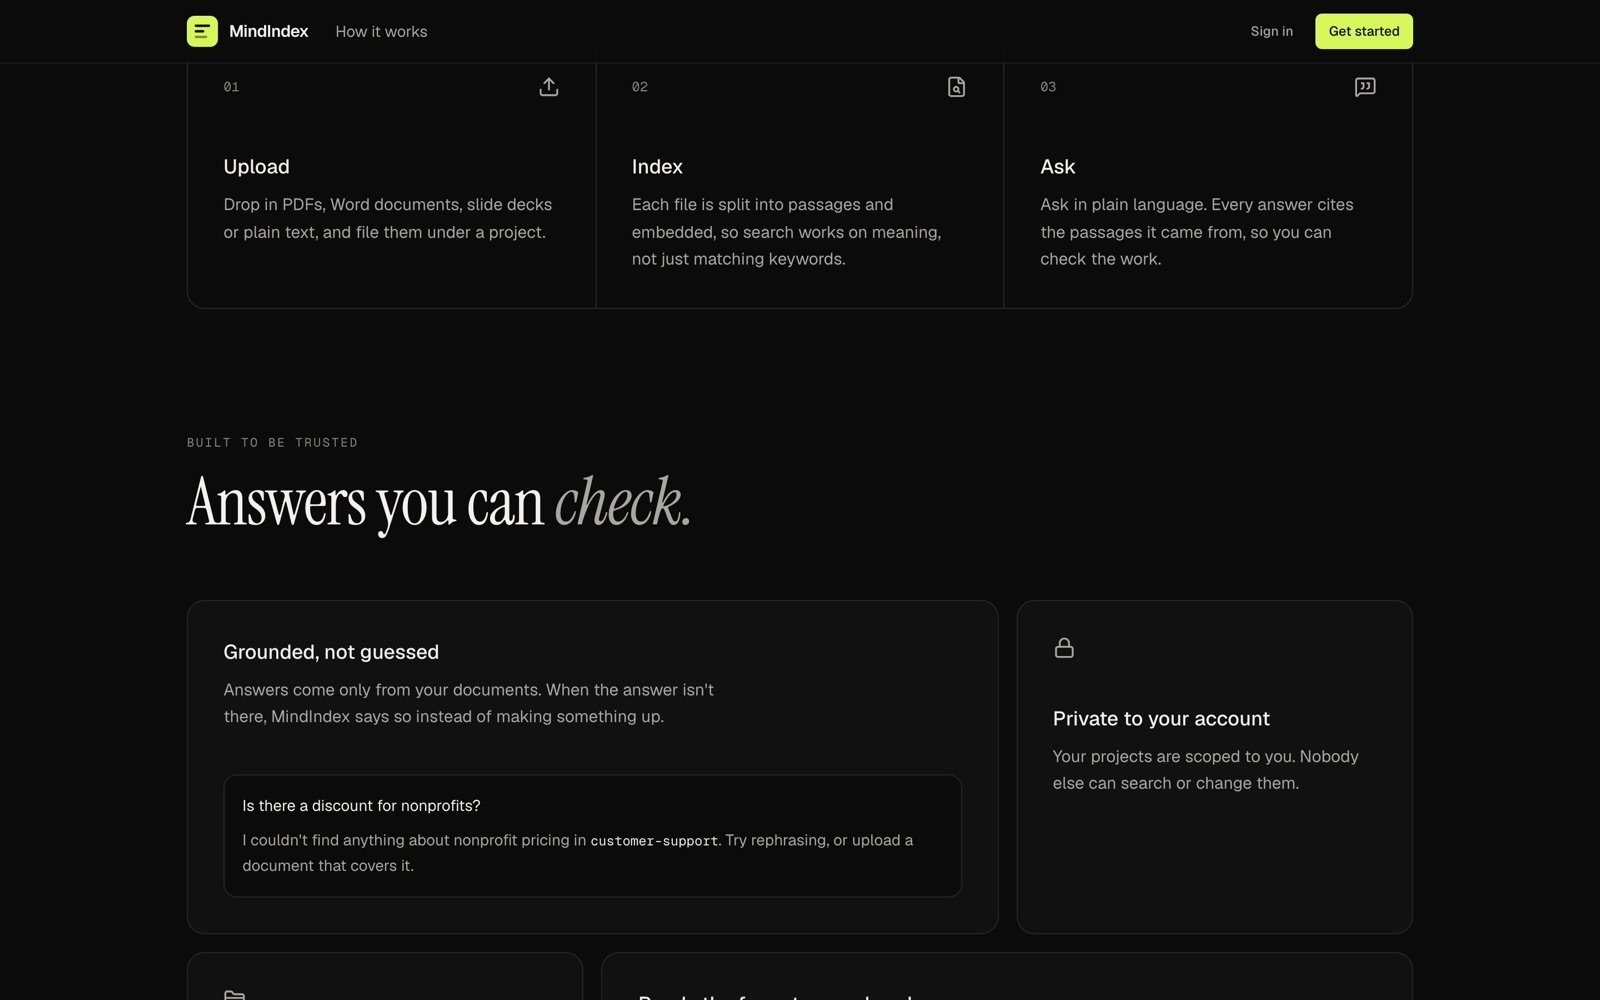 MindIndex
How it works
Sign in
Get started
01
02
03
Upload
Drop in PDFs, Word documents, slide decks
or plain text, and file them under a project.
Index
Each file is split into passages and
embedded, so search works on meaning,
not just matching keywords.
Ask
Ask in plain language. Every answer cites
the passages it came from, so you can
check the work.
BUILT TO BE TRUSTED
Answers you can check.
Grounded, not guessed
Answers come only from your documents. When the answer isn't
there, MindIndex says so instead of making something up.
Is there a discount for nonprofits?
I couldn't find anything about nonprofit pricing in customer-support. Try rephrasing, or upload a
document that covers it.
Private to your account
Your projects are scoped to you. Nobody
else can search or change them.